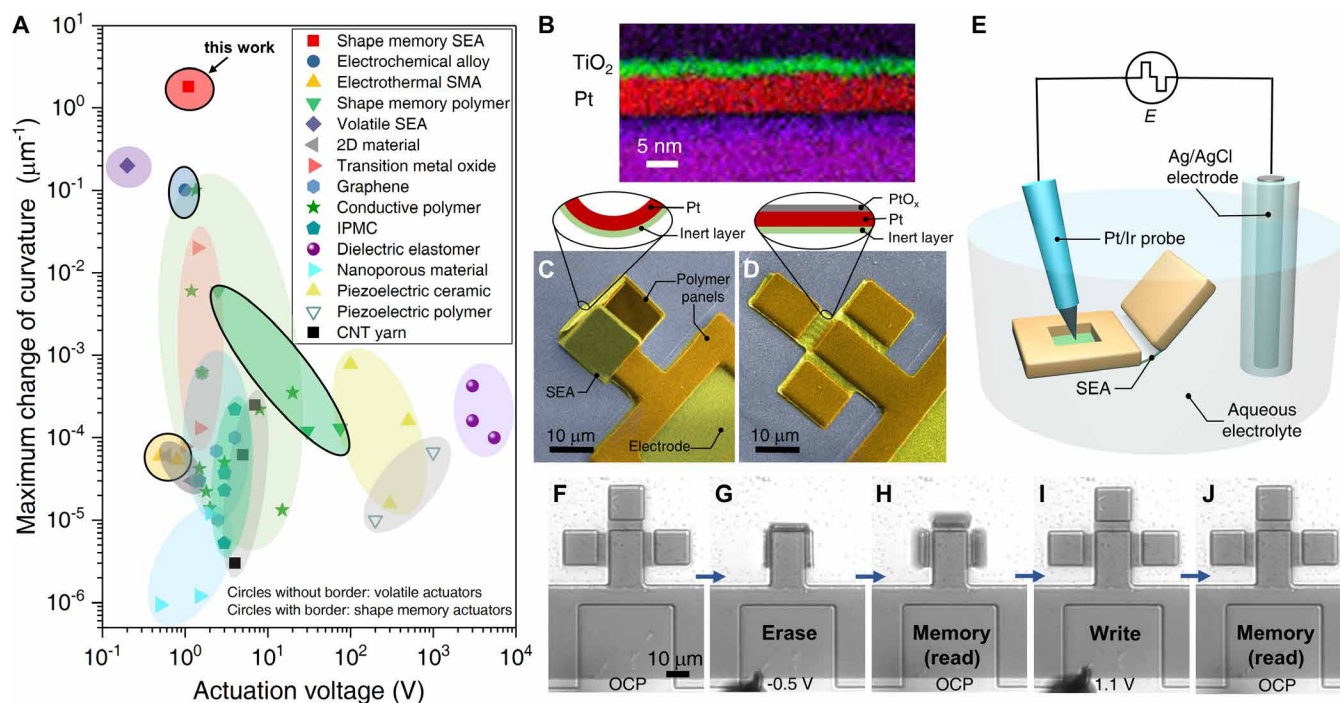 A
10¹
10⁰
10⁻¹
10⁻²
10⁻³
10⁻⁴
10⁻⁵
10⁻⁶
Maximum change of curvature (μm⁻¹)
10⁻¹
10⁰
10¹
10²
10³
10⁴
Actuation voltage (V)
this work
Shape memory SEA
Electrochemical alloy
Electrothermal SMA
Shape memory polymer
Volatile SEA
2D material
Transition metal oxide
Graphene
Conductive polymer
IPMC
Dielectric elastomer
Nanoporous material
Piezoelectric ceramic
Piezoelectric polymer
CNT yarn
Circles without border: volatile actuators
Circles with border: shape memory actuators
B
TiO₂
Pt
5 nm
Pt
Inert layer
PtOₓ
Pt
Inert layer
C
Polymer
panels
SEA
10 μm
Electrode
D
10 μm
E
E
Ag/AgCl
electrode
Pt/Ir probe
SEA
Aqueous
electrolyte
F
10 μm
OCP
G
Erase
-0.5 V
H
Memory
(read)
OCP
I
Write
1.1 V
J
Memory
(read)
OCP